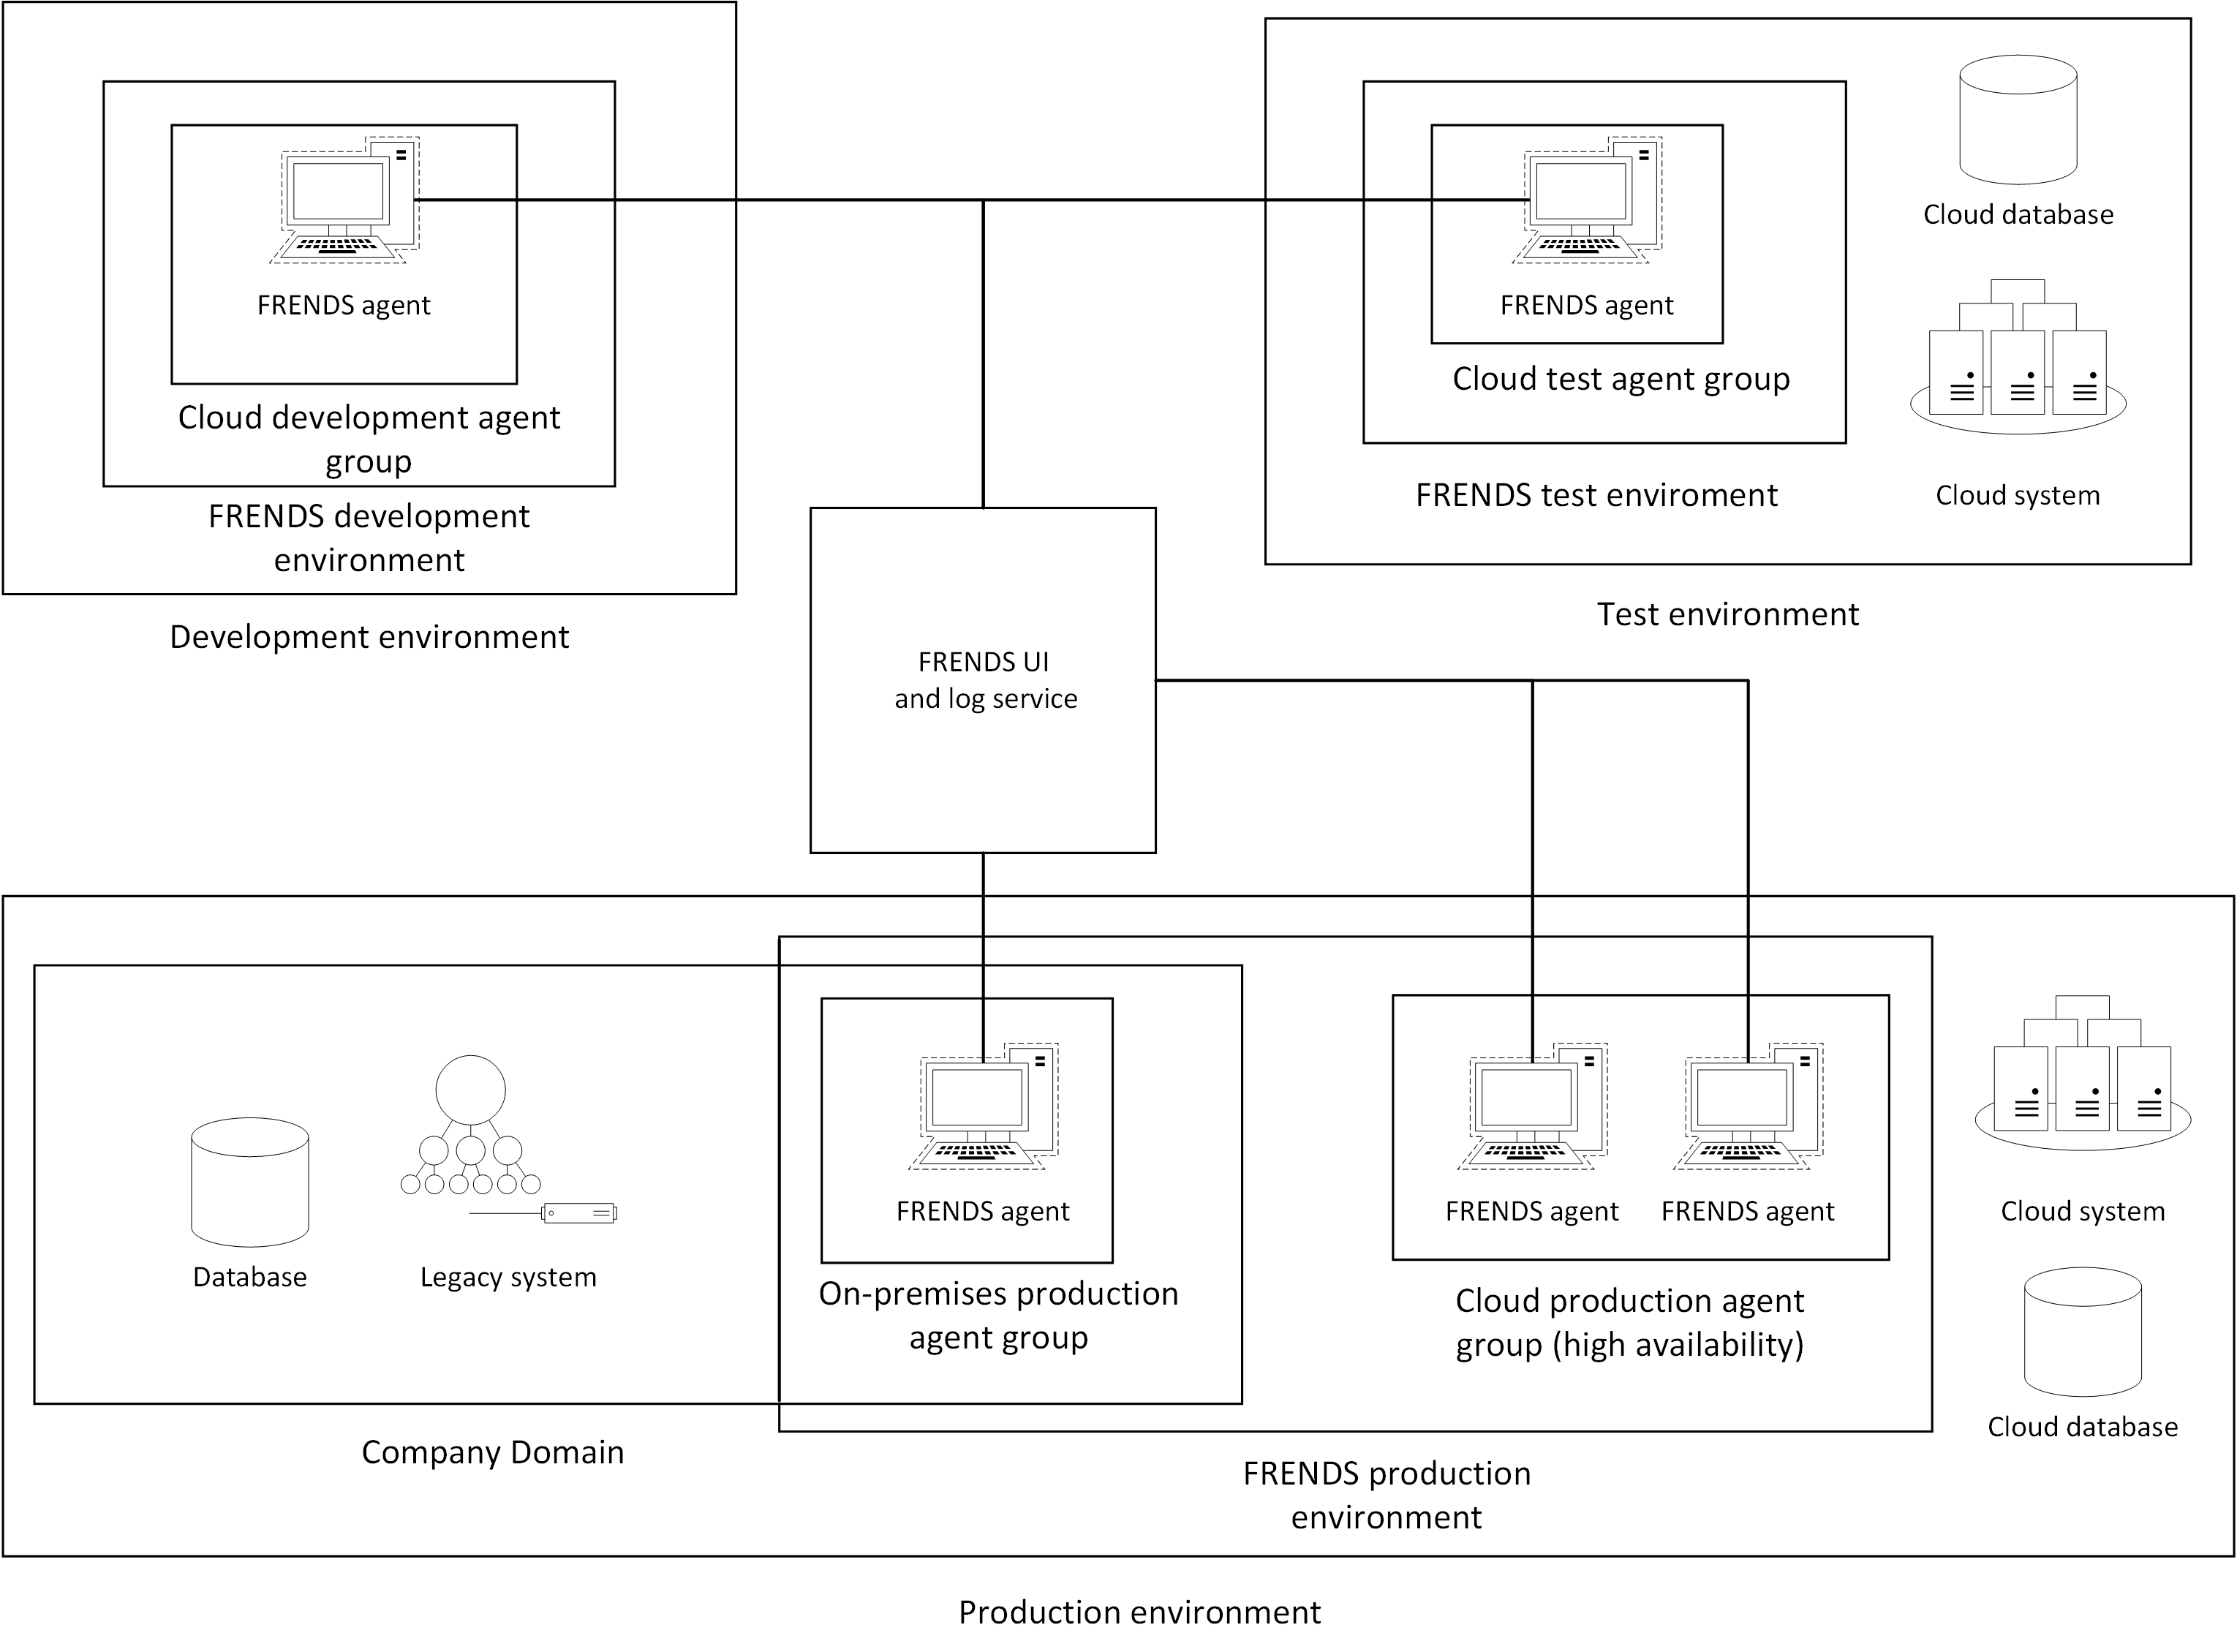 FRENDS agent
Cloud development agent
group
FRENDS development
environment
Development environment
FRENDS agent
Cloud test agent group
FRENDS test enviroment
Cloud database
Cloud system
Test environment
FRENDS UI
and log service
Database
Legacy system
Company Domain
FRENDS agent
On-premises production
agent group
FRENDS agent
FRENDS agent
Cloud production agent
group (high availability)
FRENDS production
environment
Cloud system
Cloud database
Production environment